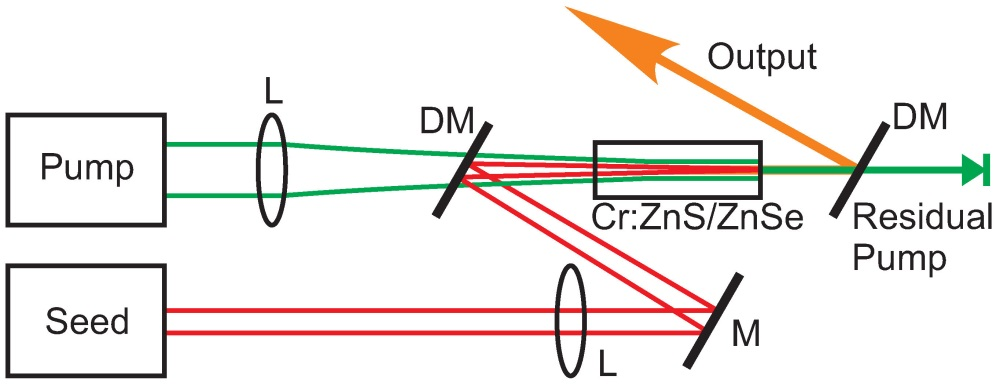 Output
L
DM
DM
Pump
Cr:ZnS/ZnSe
Residual
Pump
Seed
L
M